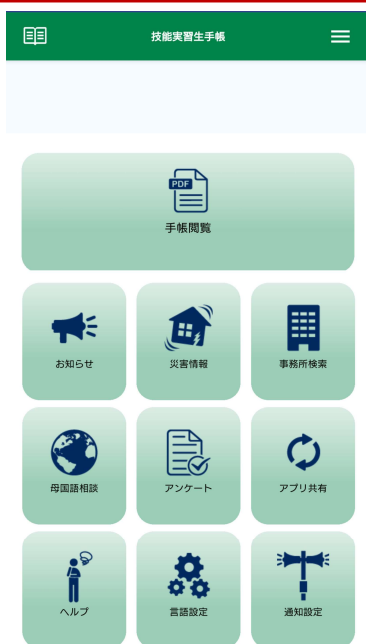 技能実習生手帳
PDF
手帳閲覧
お知らせ
災害情報
事務所検索
母国語相談
アンケート
アプリ共有
ヘルプ
言語設定
通知設定